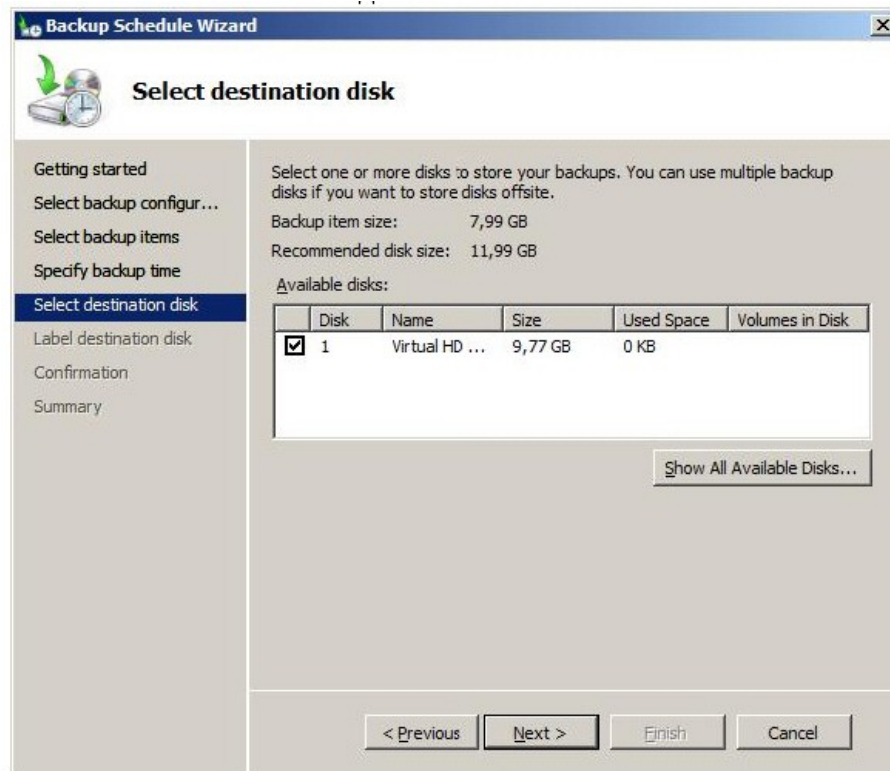 Backup Schedule Wizard
Select destination disk
Getting started
Select backup configur...
Select backup items
Specify backup time
Select destination disk
Label destination disk
Confirmation
Summary
Select one or more disks to store your backups. You can use multiple backup
disks if you want to store disks offsite.
Backup item size: 7,99 GB
Recommended disk size: 11,99 GB
Available disks:
Disk Name Size Used Space Volumes in Disk
1 Virtual HD ... 9,77 GB 0 KB
Show All Available Disks...
< Previous Next > Finish Cancel